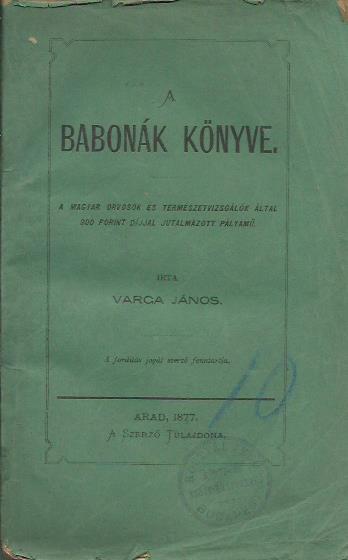 A
BABONÁK KÖNYVE.
A MAGYAR ORVOSOK ÉS TERMÉSZETVIZSGÁLÓK ÁLTAL
300 FORINT DÍJJAL JUTALMAZOTT PÁLYAMŰ.
IRTA
VARGA JÁNOS.
A fordítás jogát szerző fenntartja.
10
ARAD, 1877.
A SZERZŐ TULAJDONA.
BUDAPEST